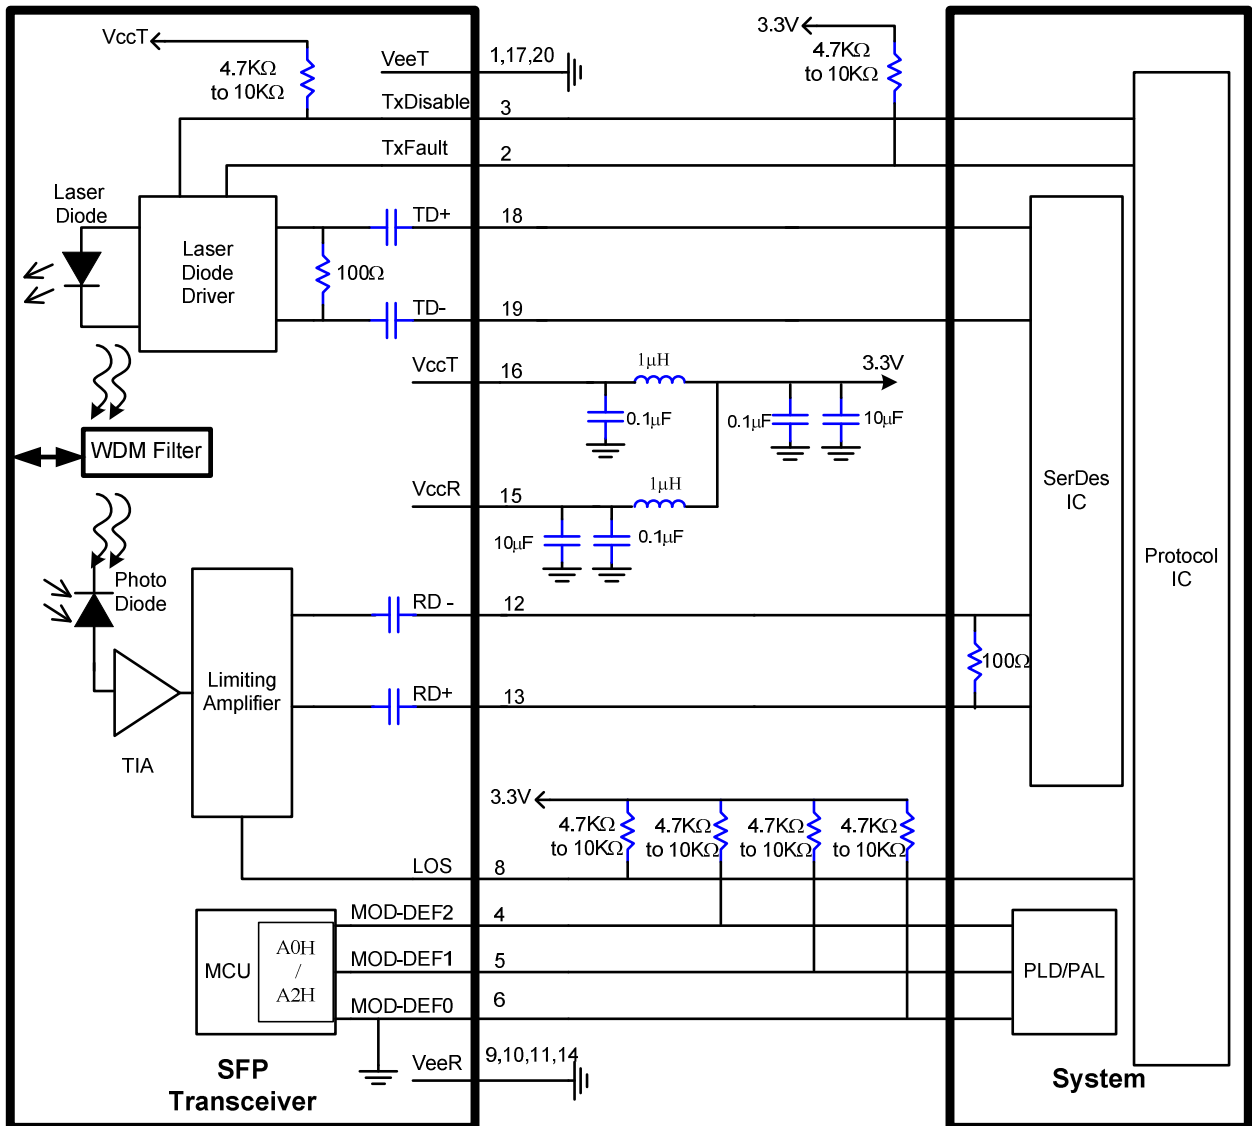 VccT
4.7KΩ
to 10KΩ
VeeT
1,17,20
3.3V
4.7KΩ
to 10KΩ
TxDisable
3
TxFault
2
Laser
Diode
Laser
Diode
Driver
TD+
18
100Ω
TD-
19
VccT
16
1μH
3.3V
0.1μF
0.1μF
10μF
WDM Filter
VccR
15
1μH
10μF
0.1μF
SerDes
IC
Protocol
IC
Photo
Diode
RD -
12
Limiting
Amplifier
RD+
13
100Ω
TIA
3.3V
4.7KΩ
to 10KΩ
4.7KΩ
to 10KΩ
4.7KΩ
to 10KΩ
4.7KΩ
to 10KΩ
LOS
8
MOD-DEF2
4
MCU
A0H
/
A2H
MOD-DEF1
5
PLD/PAL
MOD-DEF0
6
VeeR
9,10,11,14
SFP
Transceiver
System